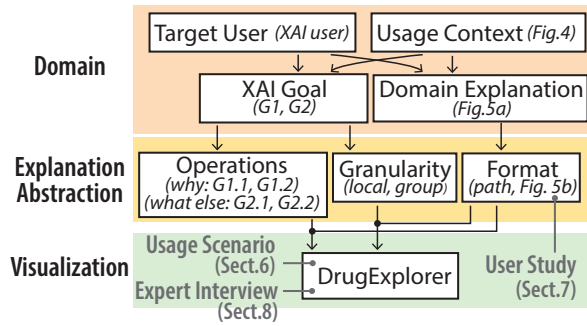 Target User (XAI user)
Usage Context (Fig.4)
Domain
XAI Goal
(G1, G2)
Domain Explanation
(Fig.5a)
Explanation
Abstraction
Operations
(why: G1.1, G1.2)
(what else: G2.1, G2.2)
Granularity
(local, group)
Format
(path, Fig. 5b)
Visualization
Usage Scenario
(Sect.6)
Expert Interview
(Sect.8)
DrugExplorer
User Study
(Sect.7)